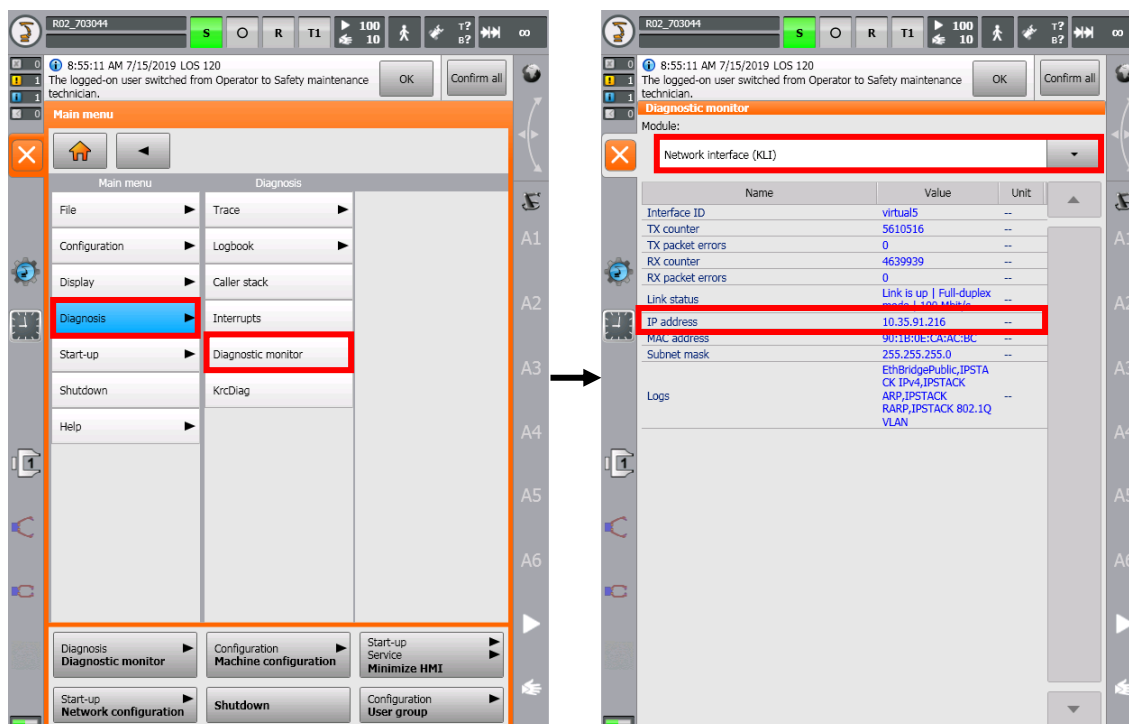 R02_703044
S O R T1 100 10 T? B? ∞
0
1
1
0
8:55:11 AM 7/15/2019 LOS 120
The logged-on user switched from Operator to Safety maintenance
technician.
OK
Confirm all
Main menu
Main menu Diagnosis
File Trace
Configuration Logbook
Display Caller stack
Diagnosis Interrupts
Start-up Diagnostic monitor
Shutdown KrcDiag
Help
A1
A2
A3
A4
A5
A6
1
Diagnosis
Diagnostic monitor
Configuration
Machine configuration
Start-up
Service
Minimize HMI
Start-up
Network configuration
Shutdown
Configuration
User group
R02_703044
S O R T1 100 10 T? B? ∞
0
1
1
0
8:55:11 AM 7/15/2019 LOS 120
The logged-on user switched from Operator to Safety maintenance
technician.
OK
Confirm all
Diagnostic monitor
Module:
Network interface (KLI)
Name Value Unit
Interface ID virtual5 --
TX counter 5610516 --
TX packet errors 0 --
RX counter 4639939 --
RX packet errors 0 --
Link status Link is up | Full-duplex --
mode | 100 Mbit/s
IP address 10.35.91.216 --
MAC address 90:1B:0E:CA:AC:BC --
Subnet mask 255.255.255.0 --
Logs EthBridgePublic,IPSTA
CK IPv4,IPSTACK
ARP,IPSTACK --
RARP,IPSTACK 802.1Q
VLAN
A1
A2
A3
A4
A5
A6
1